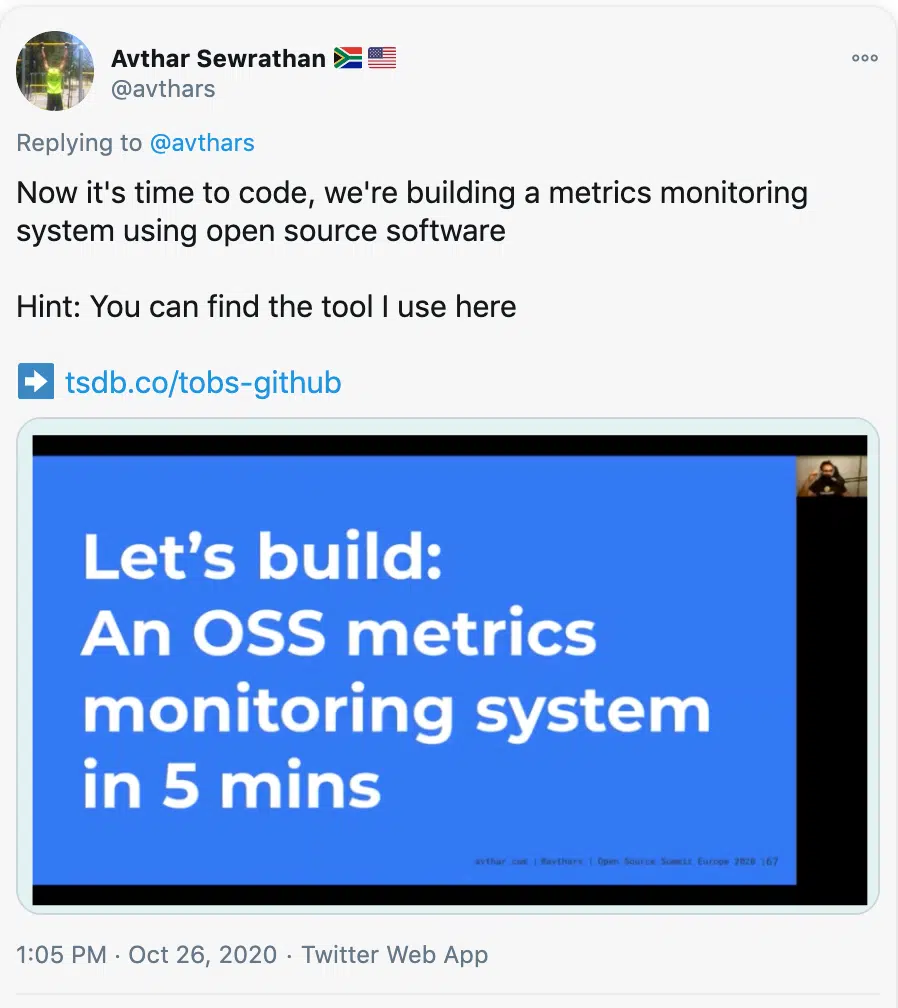 Avthar Sewrathan 🇿🇦 🇺🇸
@avthars
Replying to @avthars
Now it's time to code, we're building a metrics monitoring
system using open source software
Hint: You can find the tool I use here
➡️ tsdb.co/tobs-github
Let's build:
An OSS metrics
monitoring system
in 5 mins
avthar.com | @avthars | Open Source Summit Europe 2020 | 67
1:05 PM · Oct 26, 2020 · Twitter Web App